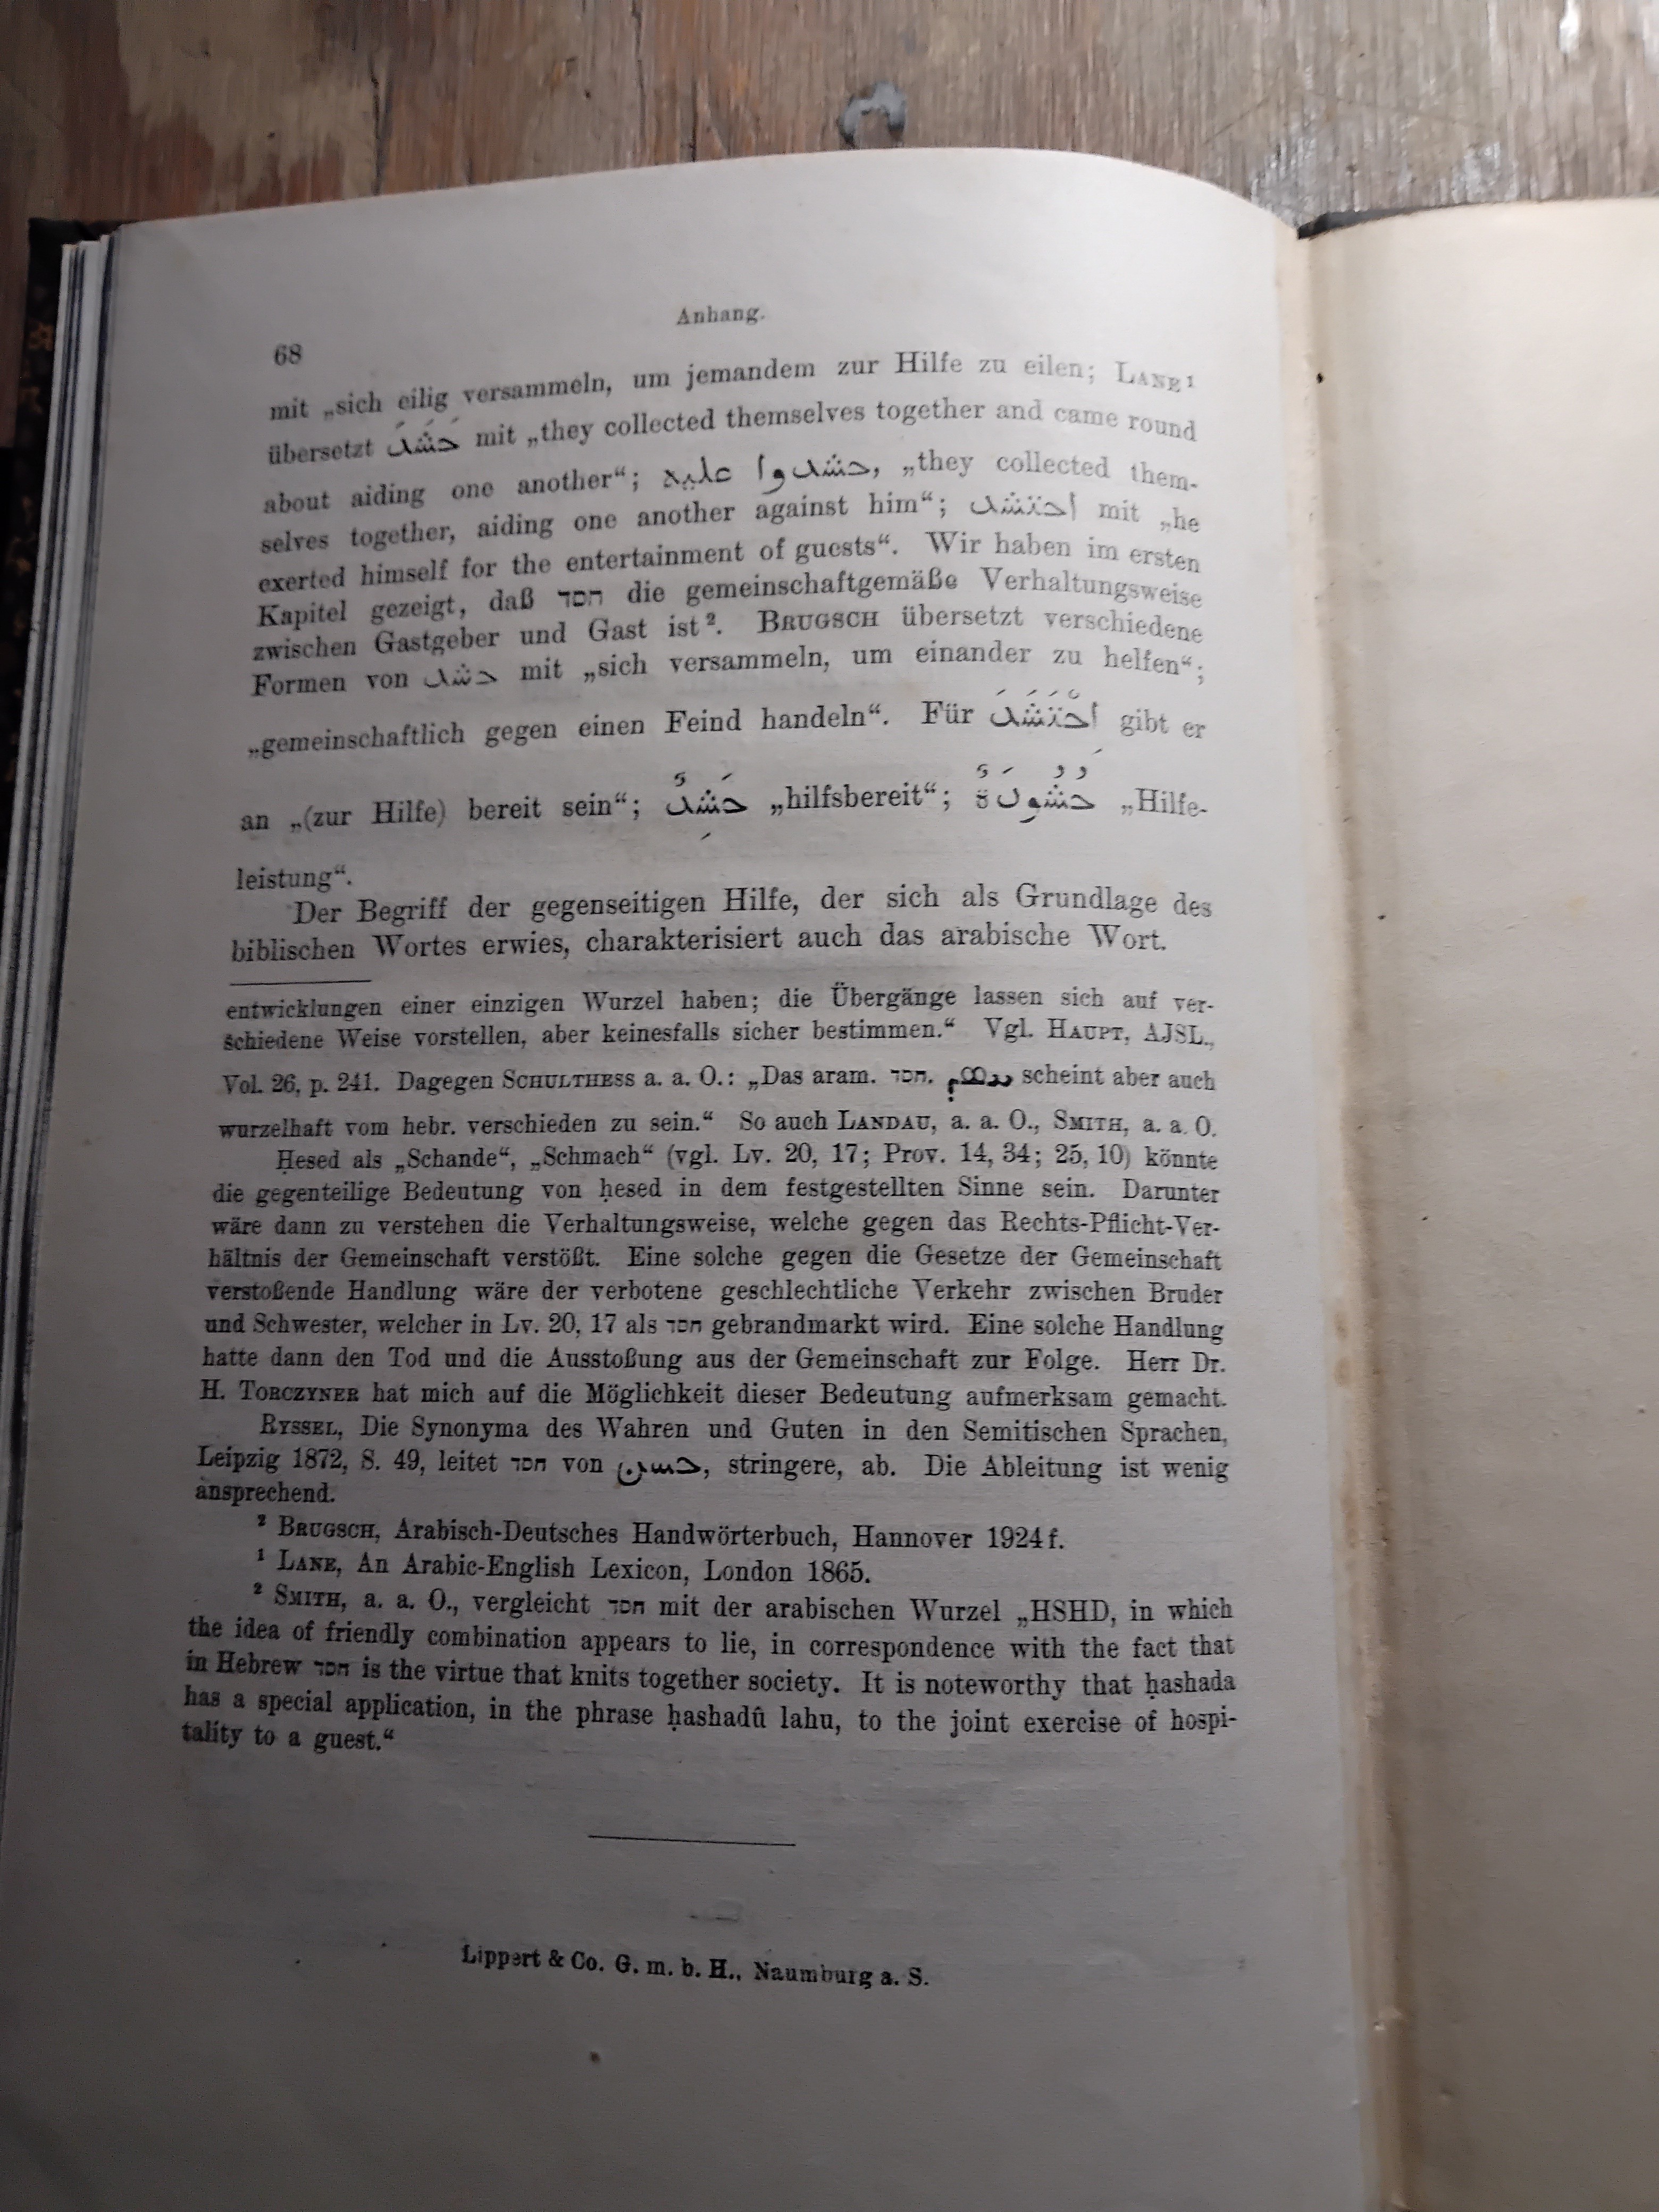 Anhang.
68
mit „sich eilig versammeln, um jemandem zur Hilfe zu eilen; LANE¹
übersetzt حَشَدَ mit „they collected themselves together and came round
about aiding one another“; حشدوا عليه, „they collected them-
selves together, aiding one another against him“; احتشد mit „he
exerted himself for the entertainment of guests“. Wir haben im ersten
Kapitel gezeigt, daß חסד die gemeinschaftgemäße Verhaltungsweise
zwischen Gastgeber und Gast ist². BRUGSCH übersetzt verschiedene
Formen von حشد mit „sich versammeln, um einander zu helfen“;
„gemeinschaftlich gegen einen Feind handeln“. Für اِحْتَشَدَ gibt er
an „(zur Hilfe) bereit sein“; حَشِدٌ „hilfsbereit“; حُشُودَةٌ „Hilfe-
leistung“.
Der Begriff der gegenseitigen Hilfe, der sich als Grundlage des
biblischen Wortes erwies, charakterisiert auch das arabische Wort.
entwicklungen einer einzigen Wurzel haben; die Übergänge lassen sich auf ver-
schiedene Weise vorstellen, aber keinesfalls sicher bestimmen.“ Vgl. HAUPT, AJSL.,
Vol. 26, p. 241. Dagegen SCHULTHESS a. a. O.: „Das aram. חסד. scheint aber auch
wurzelhaft vom hebr. verschieden zu sein.“ So auch LANDAU, a. a. O., SMITH, a. a. O.
Ḥesed als „Schande“, „Schmach“ (vgl. Lv. 20, 17; Prov. 14, 34; 25, 10) könnte
die gegenteilige Bedeutung von ḥesed in dem festgestellten Sinne sein. Darunter
wäre dann zu verstehen die Verhaltungsweise, welche gegen das Rechts-Pflicht-Ver-
hältnis der Gemeinschaft verstößt. Eine solche gegen die Gesetze der Gemeinschaft
verstoßende Handlung wäre der verbotene geschlechtliche Verkehr zwischen Bruder
und Schwester, welcher in Lv. 20, 17 als חסד gebrandmarkt wird. Eine solche Handlung
hatte dann den Tod und die Ausstoßung aus der Gemeinschaft zur Folge. Herr Dr.
H. TORCZYNER hat mich auf die Möglichkeit dieser Bedeutung aufmerksam gemacht.
RYSSEL, Die Synonyma des Wahren und Guten in den Semitischen Sprachen,
Leipzig 1872, S. 49, leitet חסד von حسن, stringere, ab. Die Ableitung ist wenig
ansprechend.
² BRUGSCH, Arabisch-Deutsches Handwörterbuch, Hannover 1924 f.
¹ LANE, An Arabic-English Lexicon, London 1865.
² SMITH, a. a. O., vergleicht חסד mit der arabischen Wurzel „HSHD, in which
the idea of friendly combination appears to lie, in correspondence with the fact that
in Hebrew חסד is the virtue that knits together society. It is noteworthy that ḥashada
has a special application, in the phrase ḥashadû lahu, to the joint exercise of hospi-
tality to a guest.“
Lippert & Co. G. m. b. H., Naumburg a. S.